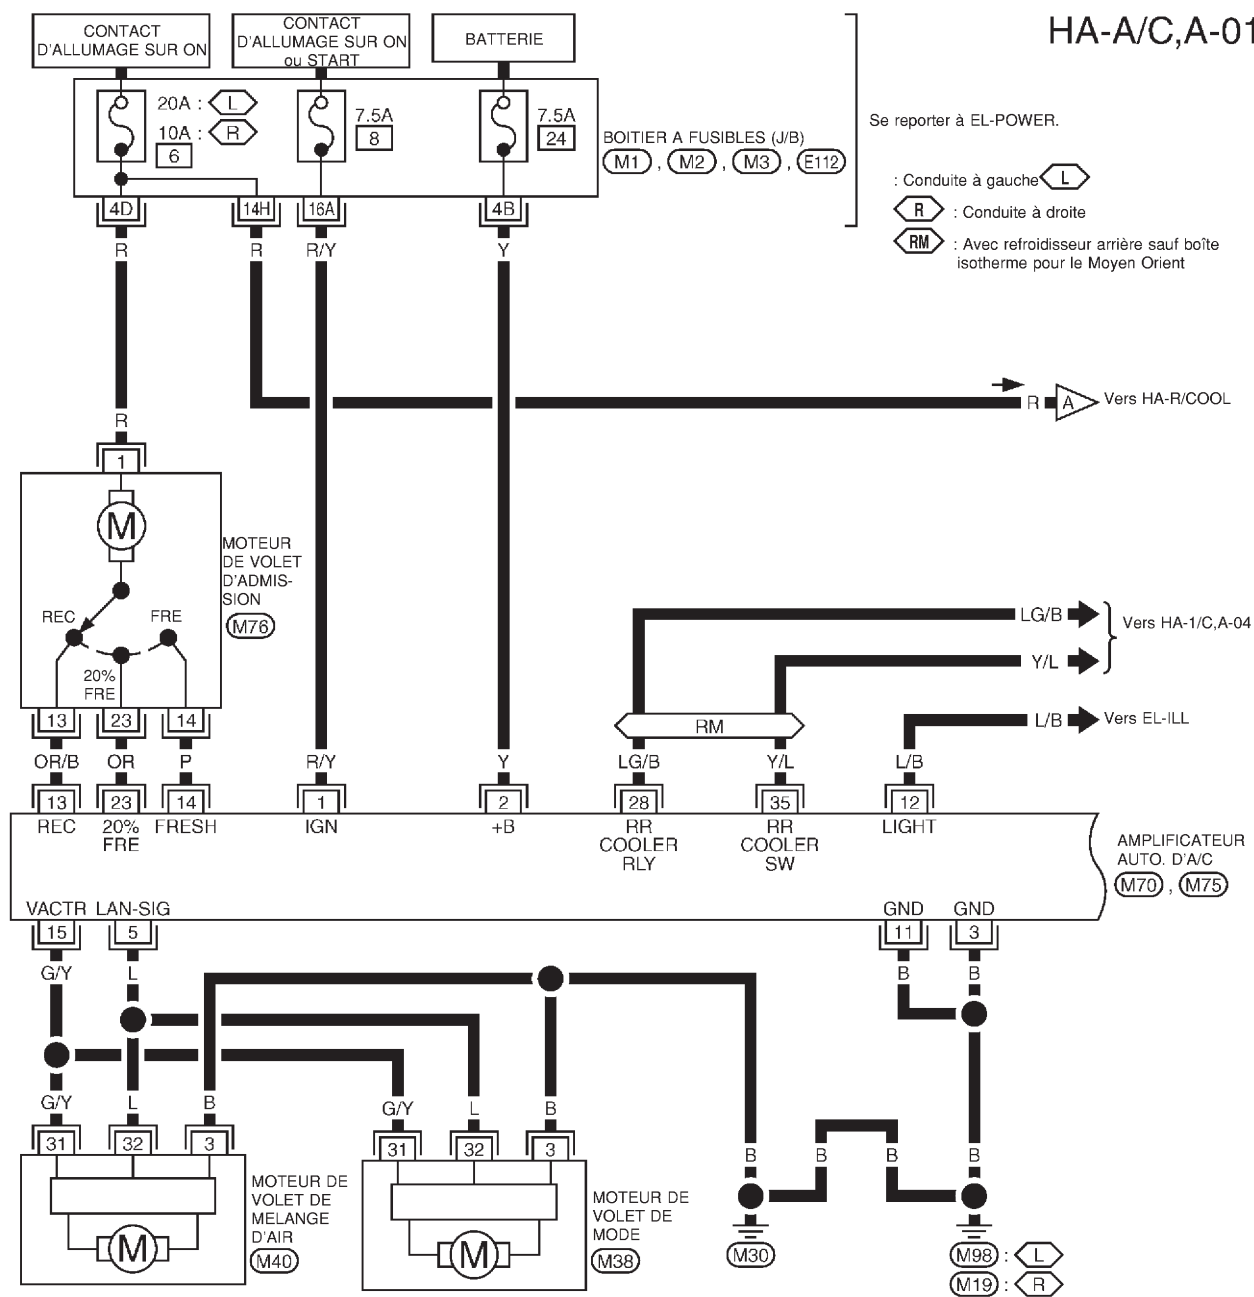 HA-A/C,A-01
CONTACT
D'ALLUMAGE SUR ON
CONTACT
D'ALLUMAGE SUR ON
ou START
BATTERIE
20A : L
10A : R
6
7.5A
8
7.5A
24
BOITIER A FUSIBLES (J/B)
M1 , M2 , M3 , E112
Se reporter à EL-POWER.
: Conduite à gauche L
R : Conduite à droite
RM : Avec refroidisseur arrière sauf boîte
isotherme pour le Moyen Orient
4D 14H 16A 4B
R R R/Y Y
R A Vers HA-R/COOL
R
1
M
MOTEUR
DE VOLET
D'ADMIS-
SION
M76
REC FRE
20%
FRE
LG/B
Y/L
Vers HA-1/C,A-04
RM
L/B Vers EL-ILL
13 23 14
OR/B OR P R/Y Y LG/B Y/L L/B
13 23 14 1 2 28 35 12
REC 20% FRE FRESH IGN +B RR COOLER RLY RR COOLER SW LIGHT
AMPLIFICATEUR
AUTO. D'A/C
M70 , M75
VACTR LAN-SIG GND GND
15 5 11 3
G/Y L B B
G/Y L B
31 32 3
G/Y L B
31 32 3
B B B B
M
MOTEUR DE
VOLET DE
MELANGE
D'AIR
M40
M
MOTEUR DE
VOLET DE
MODE
M38
M30
M98 : L
M19 : R